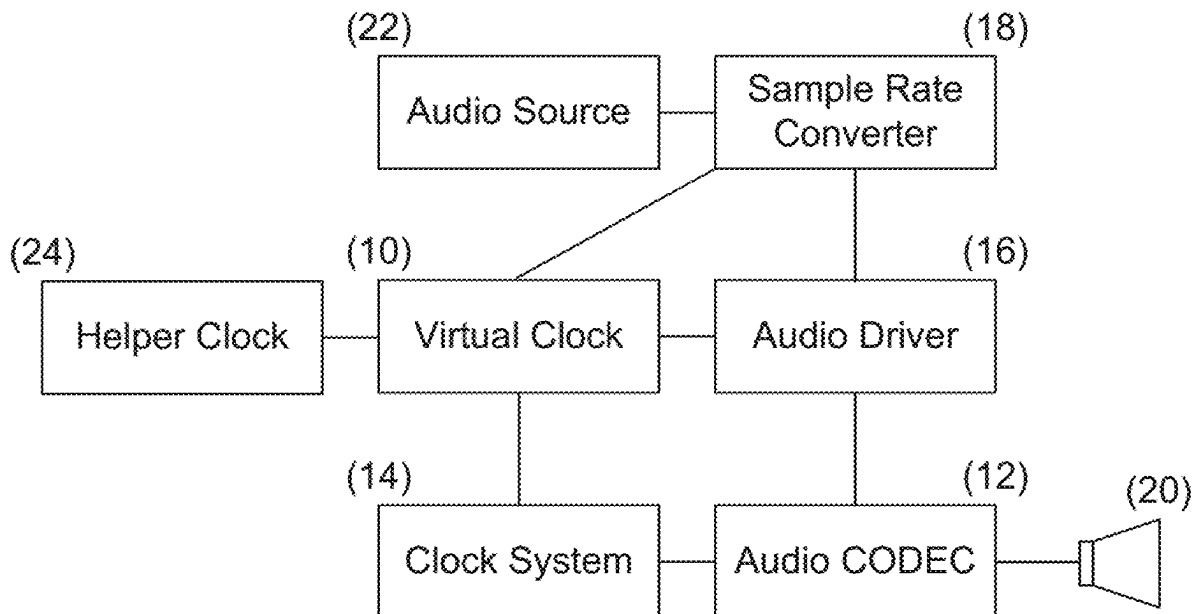 (22)
(18)
Audio Source
Sample Rate
Converter
(24)
(10)
(16)
Helper Clock
Virtual Clock
Audio Driver
(14)
(12)
(20)
Clock System
Audio CODEC